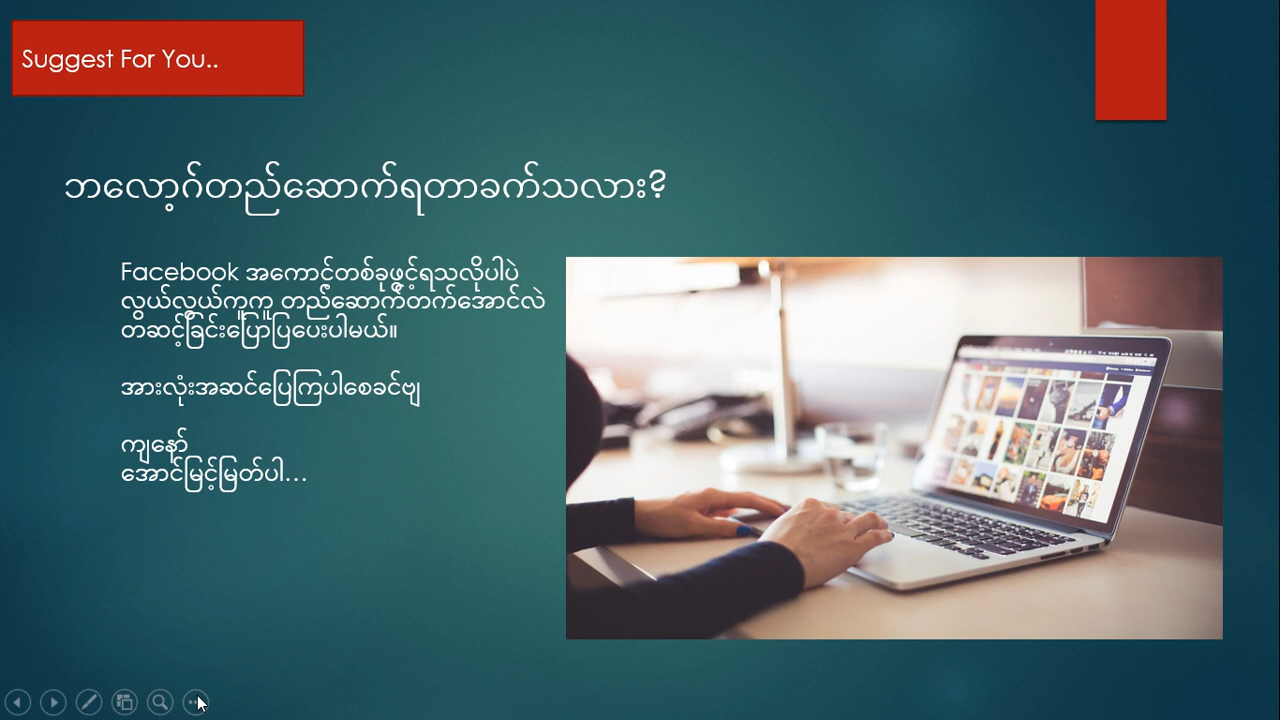 Suggest For You..
ဘလော့ဂ်တည်ဆောက်ရတာခက်သလား?
Facebook အကောင့်တစ်ခုဖွင့်ရသလိုပါပဲ
လွယ်လွယ်ကူကူ တည်ဆောက်တက်အောင်လဲ
တဆင့်ခြင်းပြောပြပေးပါမယ်။
အားလုံးအဆင်ပြေကြပါစေခင်ဗျ
ကျနော်
အောင်မြင့်မြတ်ပါ...